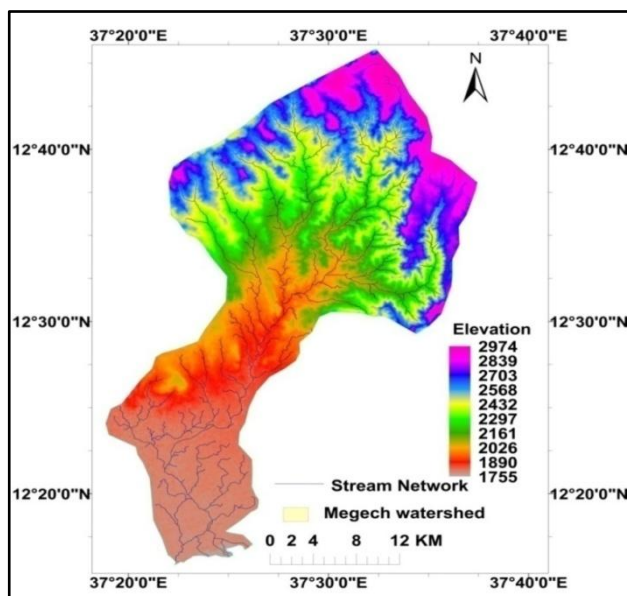 37°20'0"E 37°30'0"E 37°40'0"E
N
12°40'0"N 12°40'0"N
12°30'0"N 12°30'0"N
Elevation
2974
2839
2703
2568
2432
2297
2161
2026
1890
1755
Stream Network
12°20'0"N 12°20'0"N
Megech watershed
0 2 4 8 12 KM
37°20'0"E 37°30'0"E 37°40'0"E